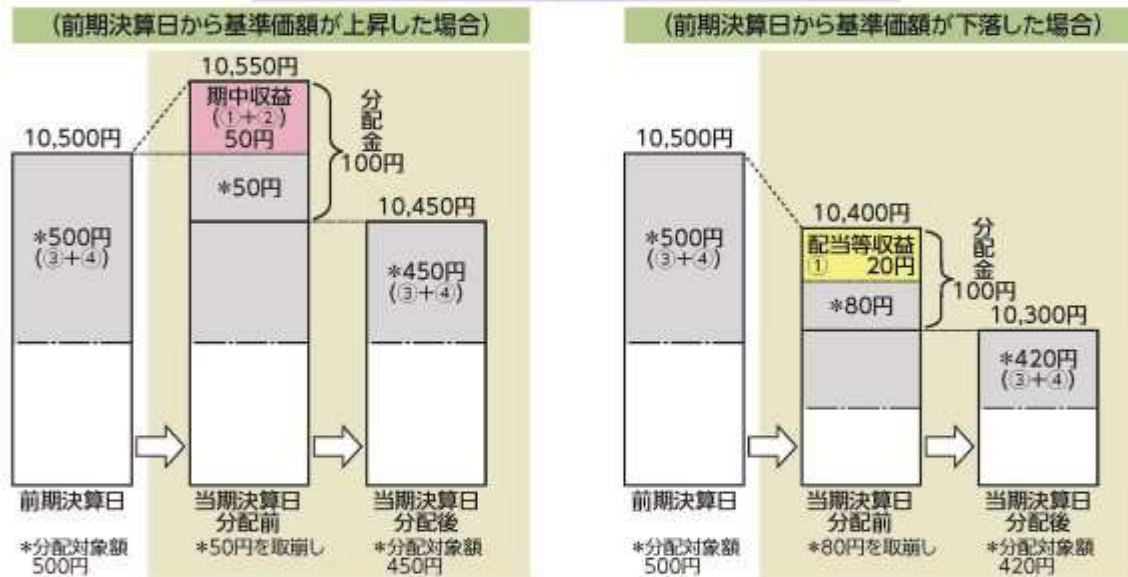 (前期決算日から基準価額が上昇した場合)
10,550円
期中収益
(①+②)
50円
分配金
100円
10,500円
*50円
10,450円
*500円
(③+④)
*450円
(③+④)
前期決算日
当期決算日
分配前
当期決算日
分配後
*分配対象額
500円
*50円を取崩し
*分配対象額
450円
(前期決算日から基準価額が下落した場合)
10,500円
10,400円
*500円
(③+④)
配当等収益
① 20円
分配金
100円
*80円
10,300円
*420円
(③+④)
前期決算日
当期決算日
分配前
当期決算日
分配後
*分配対象額
500円
*80円を取崩し
*分配対象額
420円